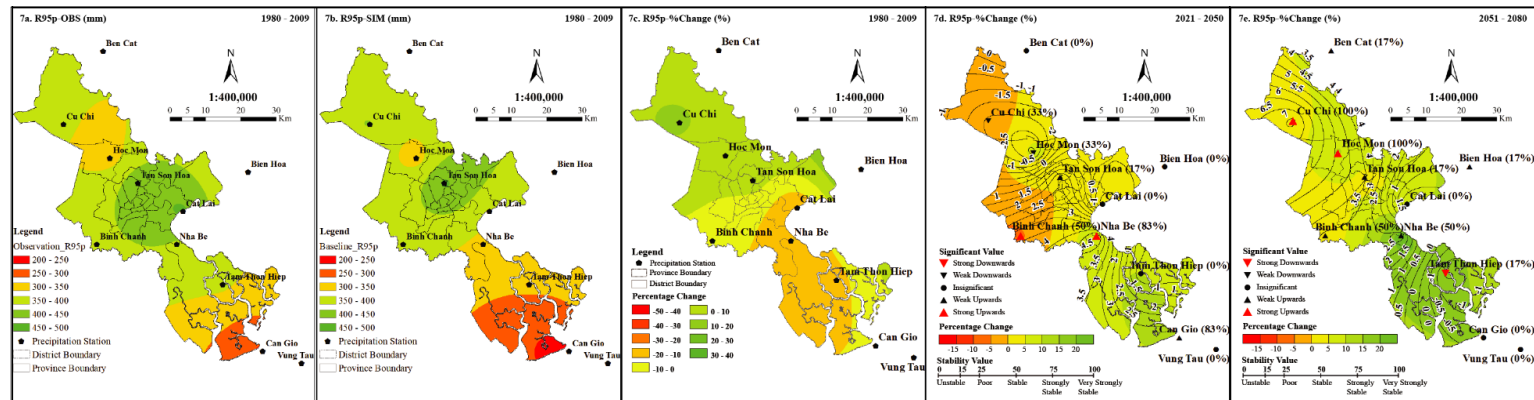 7a. R95p-OBS (mm) 1980 - 2009
Ben Cat
N
1:400,000
0 5 10 20 30
Km
Cu Chi
Hoc Mon
Bien Hoa
Tan Son Hoa
Cat Lai
Binh Chanh
Nha Be
Tam Thon Hiep
Can Gio
Vung Tau
Legend
Observation_R95p
200 - 250
250 - 300
300 - 350
350 - 400
400 - 450
450 - 500
Precipitation Station
District Boundary
Province Boundary
7b. R95p-SIM (mm) 1980 - 2009
Ben Cat
N
1:400,000
0 5 10 20 30
Km
Cu Chi
Hoc Mon
Bien Hoa
Tan Son Hoa
Cat Lai
Binh Chanh
Nha Be
Tam Thon Hiep
Can Gio
Vung Tau
Legend
Baseline_R95p
200 - 250
250 - 300
300 - 350
350 - 400
400 - 450
450 - 500
Precipitation Station
District Boundary
Province Boundary
7c. R95p-%Change (%) 1980 - 2009
Ben Cat
N
1:400,000
0 5 10 20 30
Km
Cu Chi
Hoc Mon
Bien Hoa
Tan Son Hoa
Cat Lai
Binh Chanh
Nha Be
Tam Thon Hiep
Can Gio
Vung Tau
Legend
Precipitation Station
Province Boundary
District Boundary
Percentage Change
-50 - -40
-40 - -30
-30 - -20
-20 - -10
-10 - 0
0 - 10
10 - 20
20 - 30
30 - 40
7d. R95p-%Change (%) 2021 - 2050
Ben Cat (0%)
N
1:400,000
0 5 10 20 30
Km
Cu Chi (33%)
Hoc Mon (33%)
Bien Hoa (0%)
Tan Son Hoa (17%)
Cat Lai (0%)
Binh Chanh (50%)
Nha Be (83%)
Tam Thon Hiep (0%)
Can Gio (83%)
Vung Tau (0%)
Significant Value
Strong Downwards
Weak Downwards
Insignificant
Weak Upwards
Strong Upwards
Percentage Change
-15 -10 -5 0 5 10 15 20
Stability Value
0 15 25 50 75 100
Unstable Poor Stable Strongly Stable Very Strongly Stable
7e. R95p-%Change (%) 2051 - 2080
Ben Cat (17%)
N
1:400,000
0 5 10 20 30
Km
Cu Chi (100%)
Hoc Mon (100%)
Bien Hoa (17%)
Tan Son Hoa (17%)
Cat Lai (0%)
Binh Chanh (50%)
Nha Be (50%)
Tam Thon Hiep (17%)
Can Gio (0%)
Vung Tau (0%)
Significant Value
Strong Downwards
Weak Downwards
Insignificant
Weak Upwards
Strong Upwards
Percentage Change
-15 -10 -5 0 5 10 15 20
Stability Value
0 15 25 50 75 100
Unstable Poor Stable Strongly Stable Very Strongly Stable